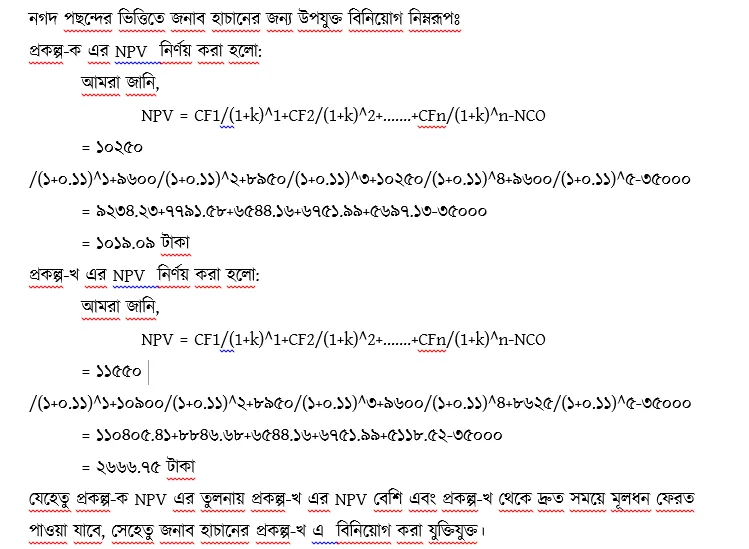 নগদ পছন্দের ভিত্তিতে জনাব হাচানের জন্য উপযুক্ত বিনিয়োগ নিম্নরূপঃ
প্রকল্প-ক এর NPV নির্ণয় করা হলো:
আমরা জানি,
NPV = CF1/(1+k)^1+CF2/(1+k)^2+.......+CFn/(1+k)^n-NCO
= ১০২৫০
/(১+০.১১)^১+৯৬০০/(১+০.১১)^২+৮৯৫০/(১+০.১১)^৩+১০২৫০/(১+০.১১)^৪+৯৬০০/(১+০.১১)^৫-৩৫০০০
= ৯২৩৪.২৩+৭৭৯১.৫৮+৬৫৪৪.১৬+৬৭৫১.৯৯+৫৬৯৭.১৩-৩৫০০০
= ১০১৯.০৯ টাকা
প্রকল্প-খ এর NPV নির্ণয় করা হলো:
আমরা জানি,
NPV = CF1/(1+k)^1+CF2/(1+k)^2+.......+CFn/(1+k)^n-NCO
= ১১৫৫০
/(১+০.১১)^১+১০৯০০/(১+০.১১)^২+৮৯৫০/(১+০.১১)^৩+৯৬০০/(১+০.১১)^৪+৮৬২৫/(১+০.১১)^৫-৩৫০০০
= ১১০৪০৫.৪১+৮৮৪৬.৬৮+৬৫৪৪.১৬+৬৭৫১.৯৯+৫১১৮.৫২-৩৫০০০
= ২৬৬৬.৭৫ টাকা
যেহেতু প্রকল্প-ক NPV এর তুলনায় প্রকল্প-খ এর NPV বেশি এবং প্রকল্প-খ থেকে দ্রুত সময়ে মূলধন ফেরত
পাওয়া যাবে, সেহেতু জনাব হাচানের প্রকল্প-খ এ বিনিয়োগ করা যুক্তিযুক্ত।